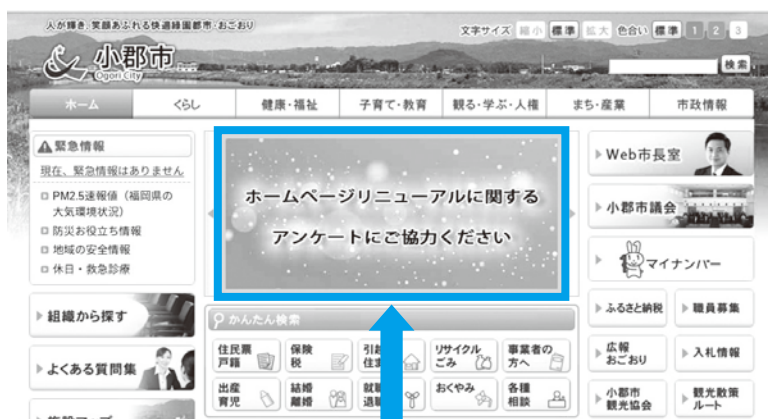 人が輝き、笑顔あふれる快適緑園都市・おごおり
文字サイズ 縮小 標準 拡大 色合い 標準 1 2 3
小郡市
Ogori City
検索
ホーム くらし 健康・福祉 子育て・教育 観る・学ぶ・人権 まち・産業 市政情報
緊急情報
現在、緊急情報はありません
PM2.5速報値（福岡県の
大気環境状況）
防災お役立ち情報
地域の安全情報
休日・救急診療
組織から探す
よくある質問集
ホームページリニューアルに関する
アンケートにご協力ください
かんたん検索
住民票
戸籍
保険
税
リサイクル
ごみ
事業者の
方へ
出産
育児
結婚
離婚
おくやみ
各種
相談
Web市長室
小郡市議会
マイナンバー
ふるさと納税 職員募集
広報
おごおり
入札情報
小郡市
観光協会
観光散策
ルート